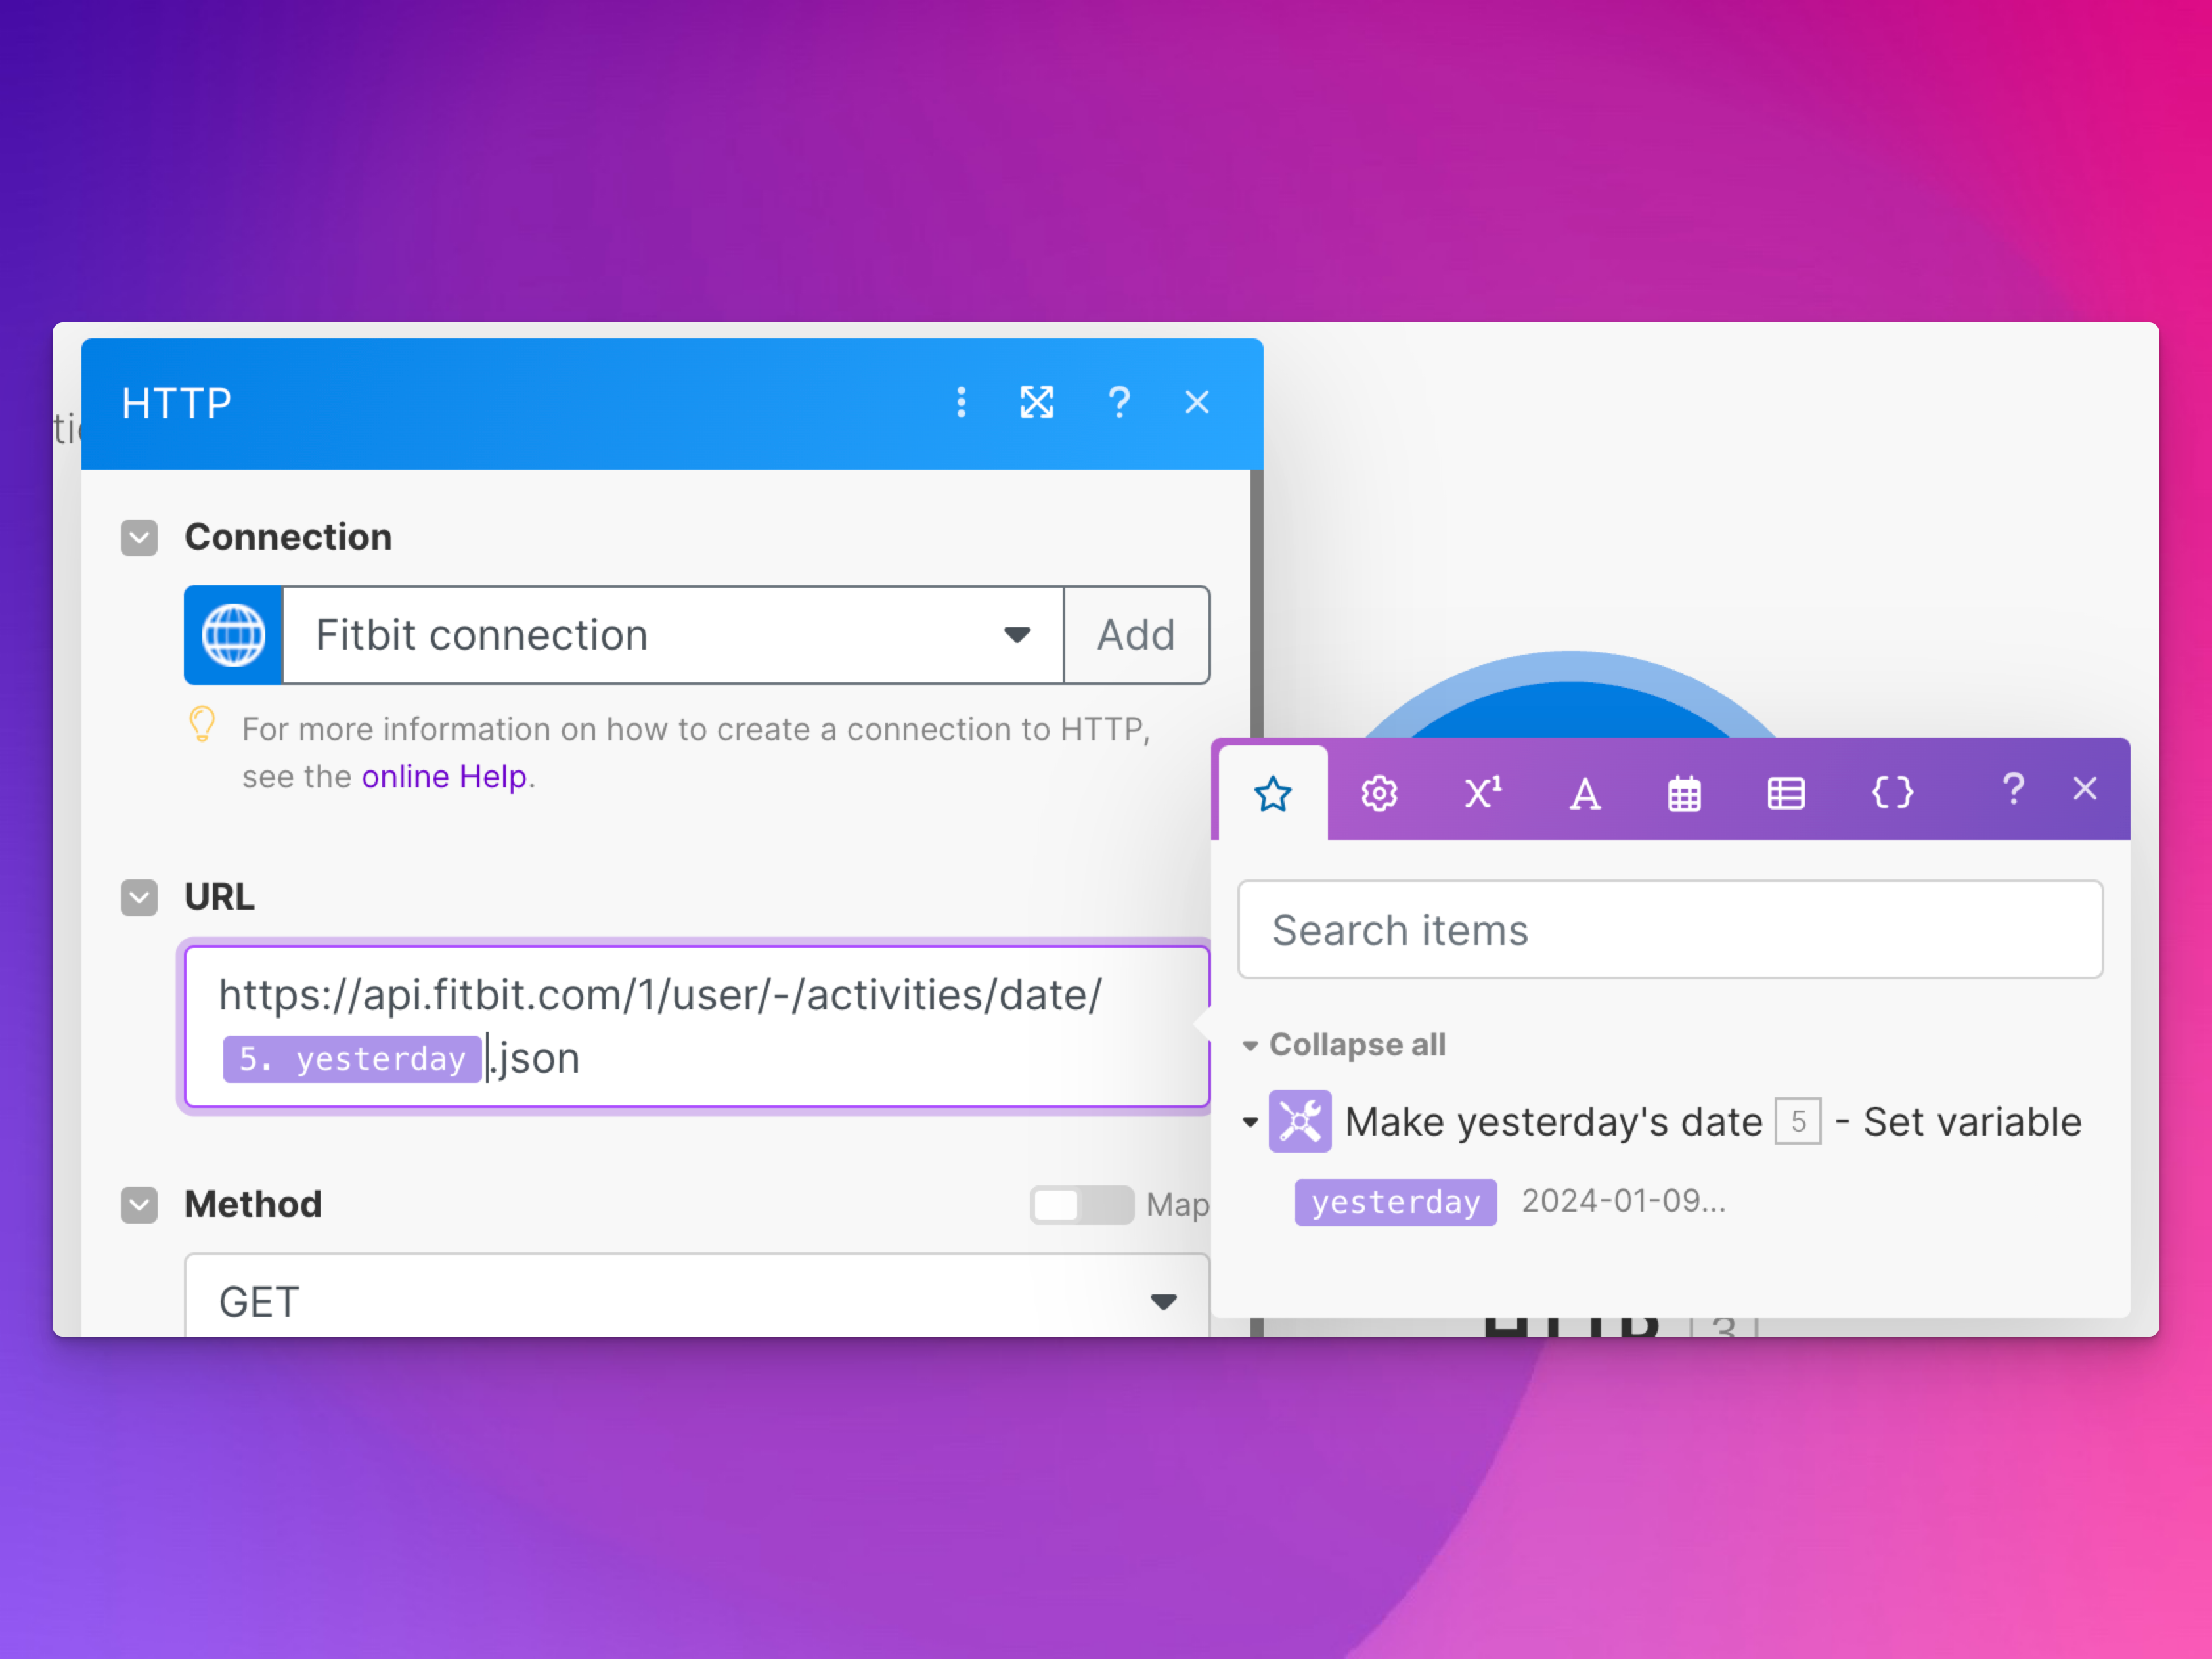 HTTP
Connection
Fitbit connection
Add
For more information on how to create a connection to HTTP,
see the online Help.
URL
https://api.fitbit.com/1/user/-/activities/date/
5. yesterday.json
Method
Map
GET
Search items
Collapse all
Make yesterday's date 5 - Set variable
yesterday 2024-01-09...
HTTP 3